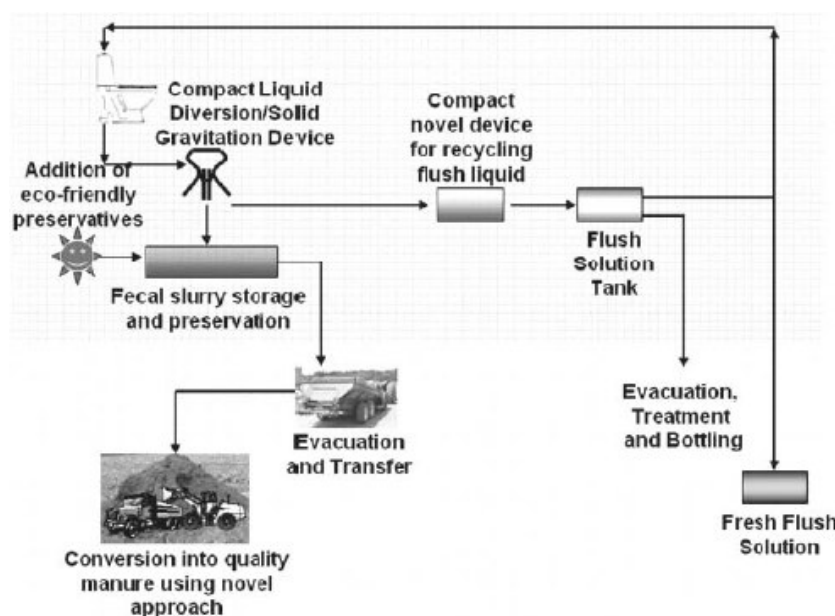 Compact Liquid
Diversion/Solid
Gravitation Device
Compact
novel device
for recycling
flush liquid
Addition of
eco-friendly
preservatives
Flush
Solution
Tank
Fecal slurry storage
and preservation
Evacuation
and Transfer
Evacuation,
Treatment
and Bottling
Fresh Flush
Solution
Conversion into quality
manure using novel
approach